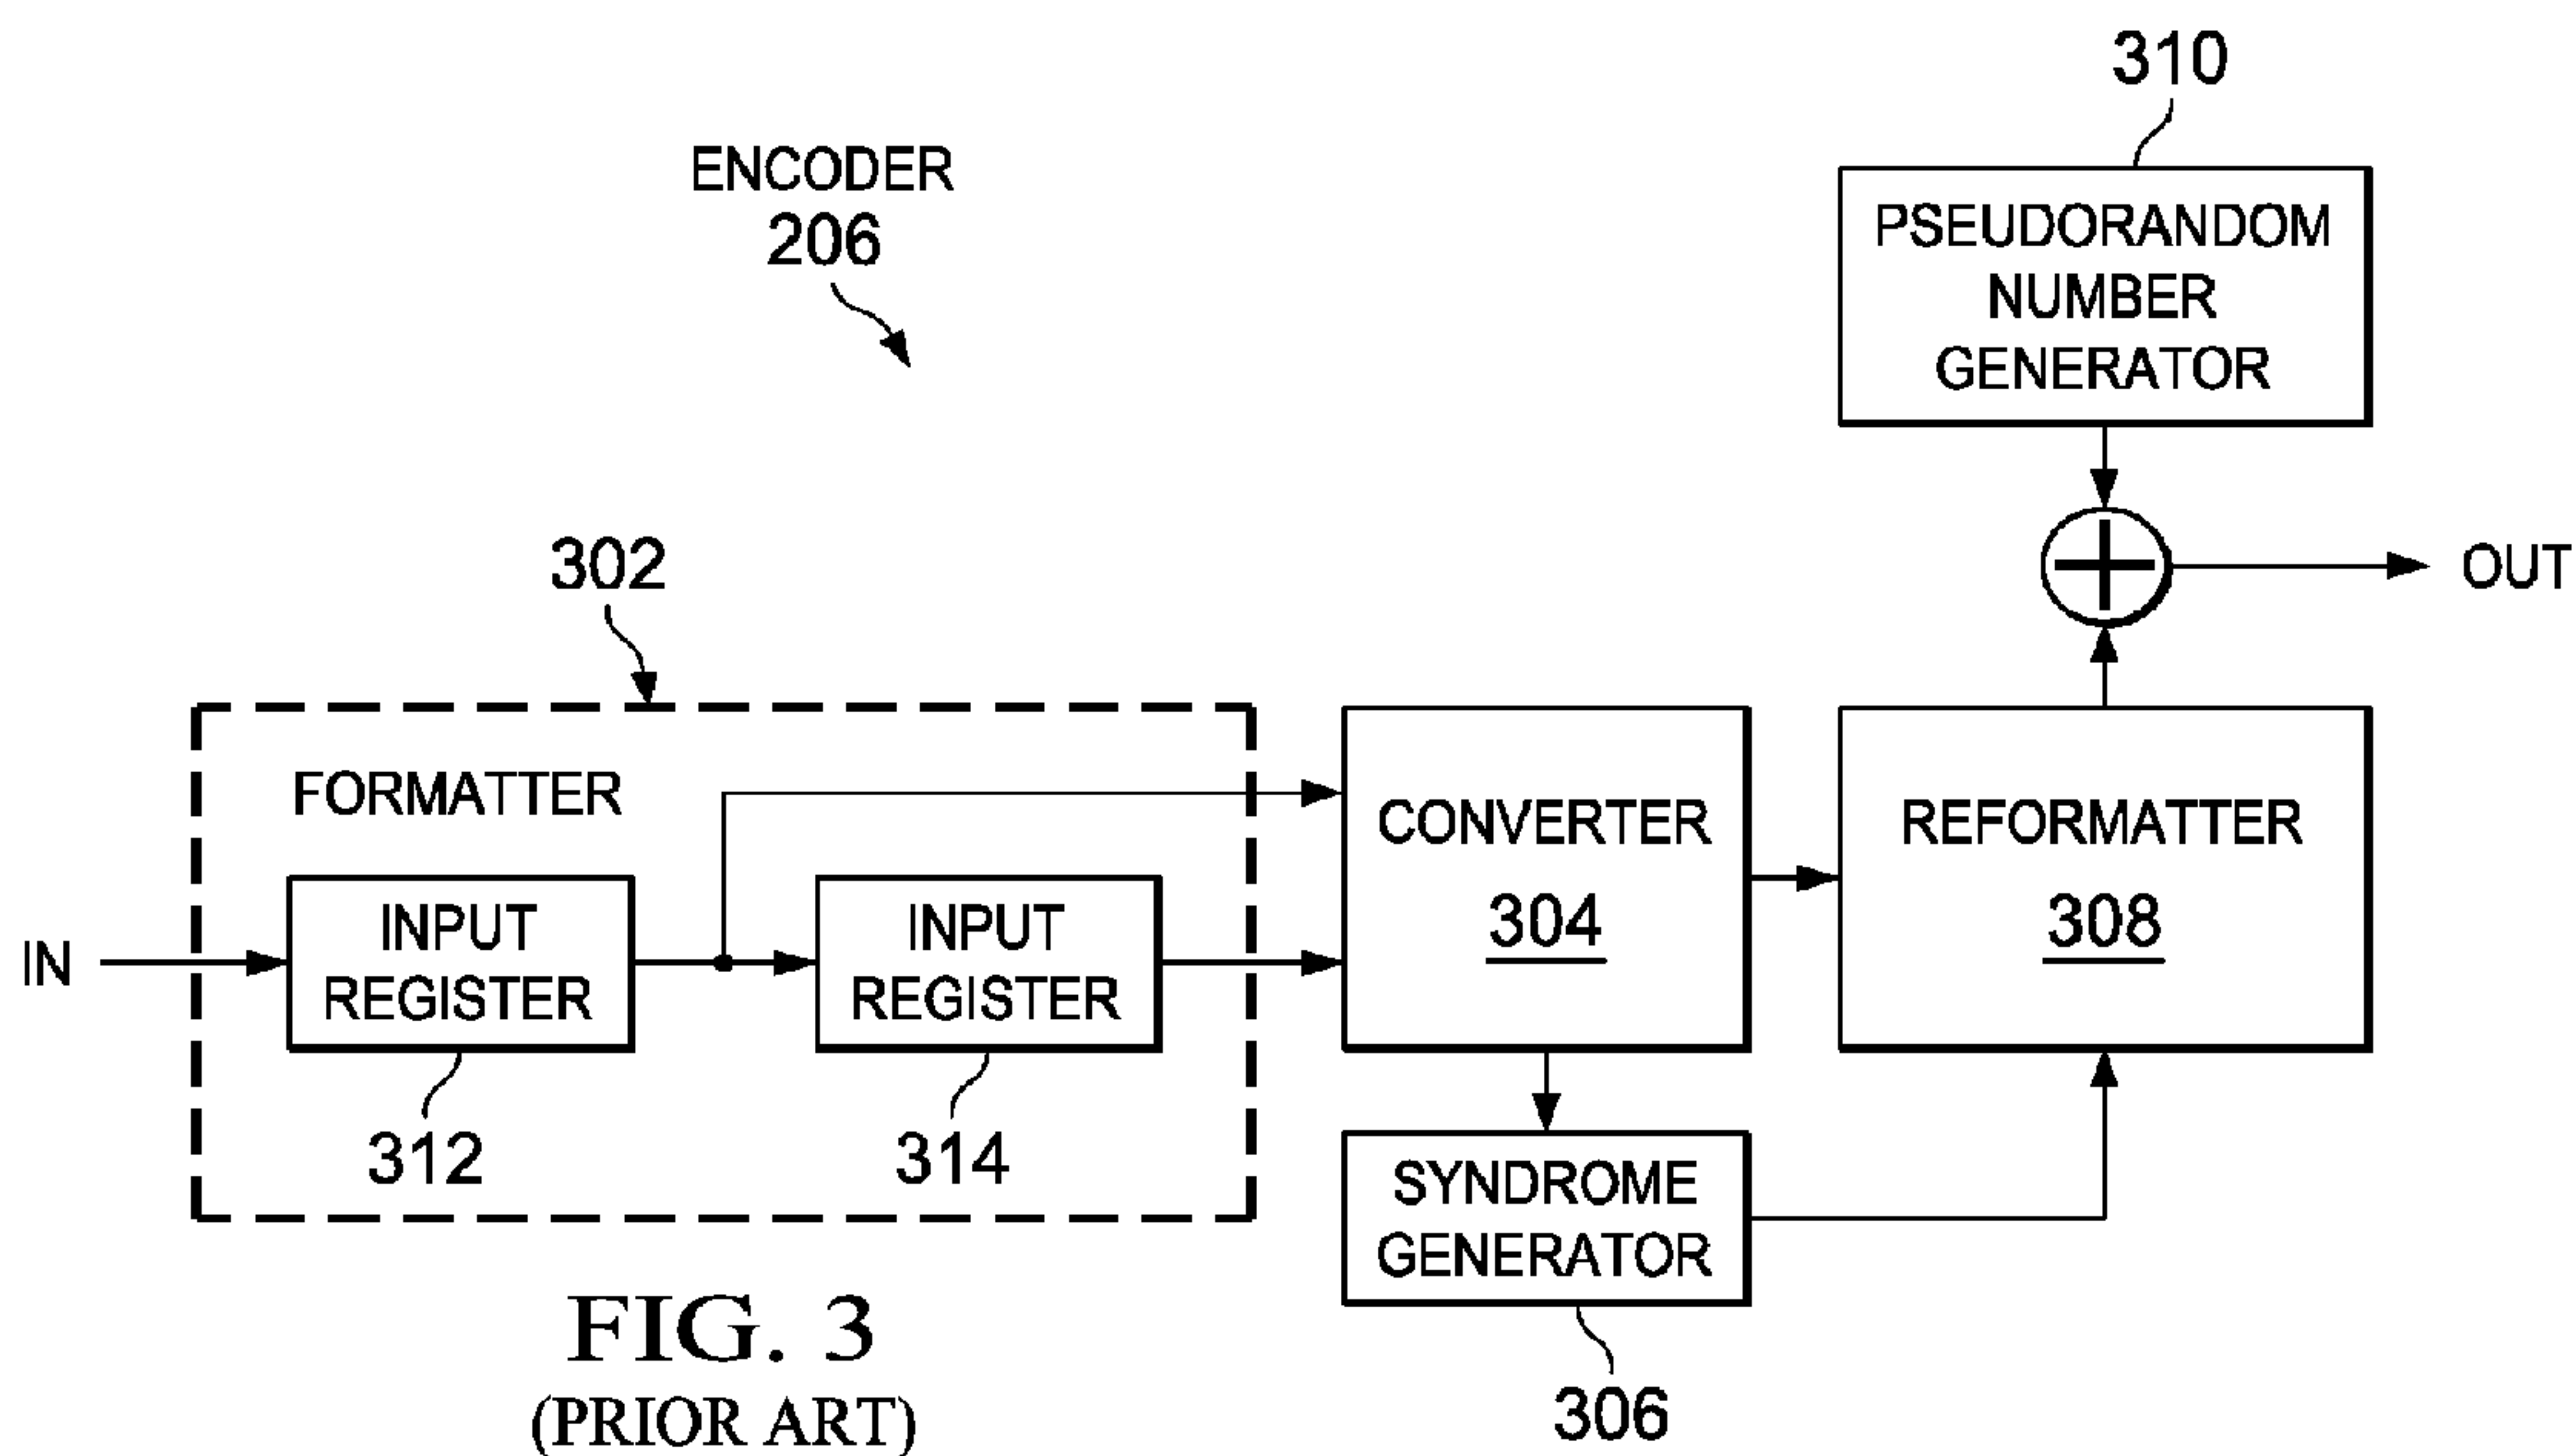 310
ENCODER
206
PSEUDORANDOM
NUMBER
GENERATOR
302
OUT
FORMATTER
CONVERTER
304
REFORMATTER
308
IN
INPUT
REGISTER
INPUT
REGISTER
312
314
SYNDROME
GENERATOR
306
FIG. 3
(PRIOR ART)